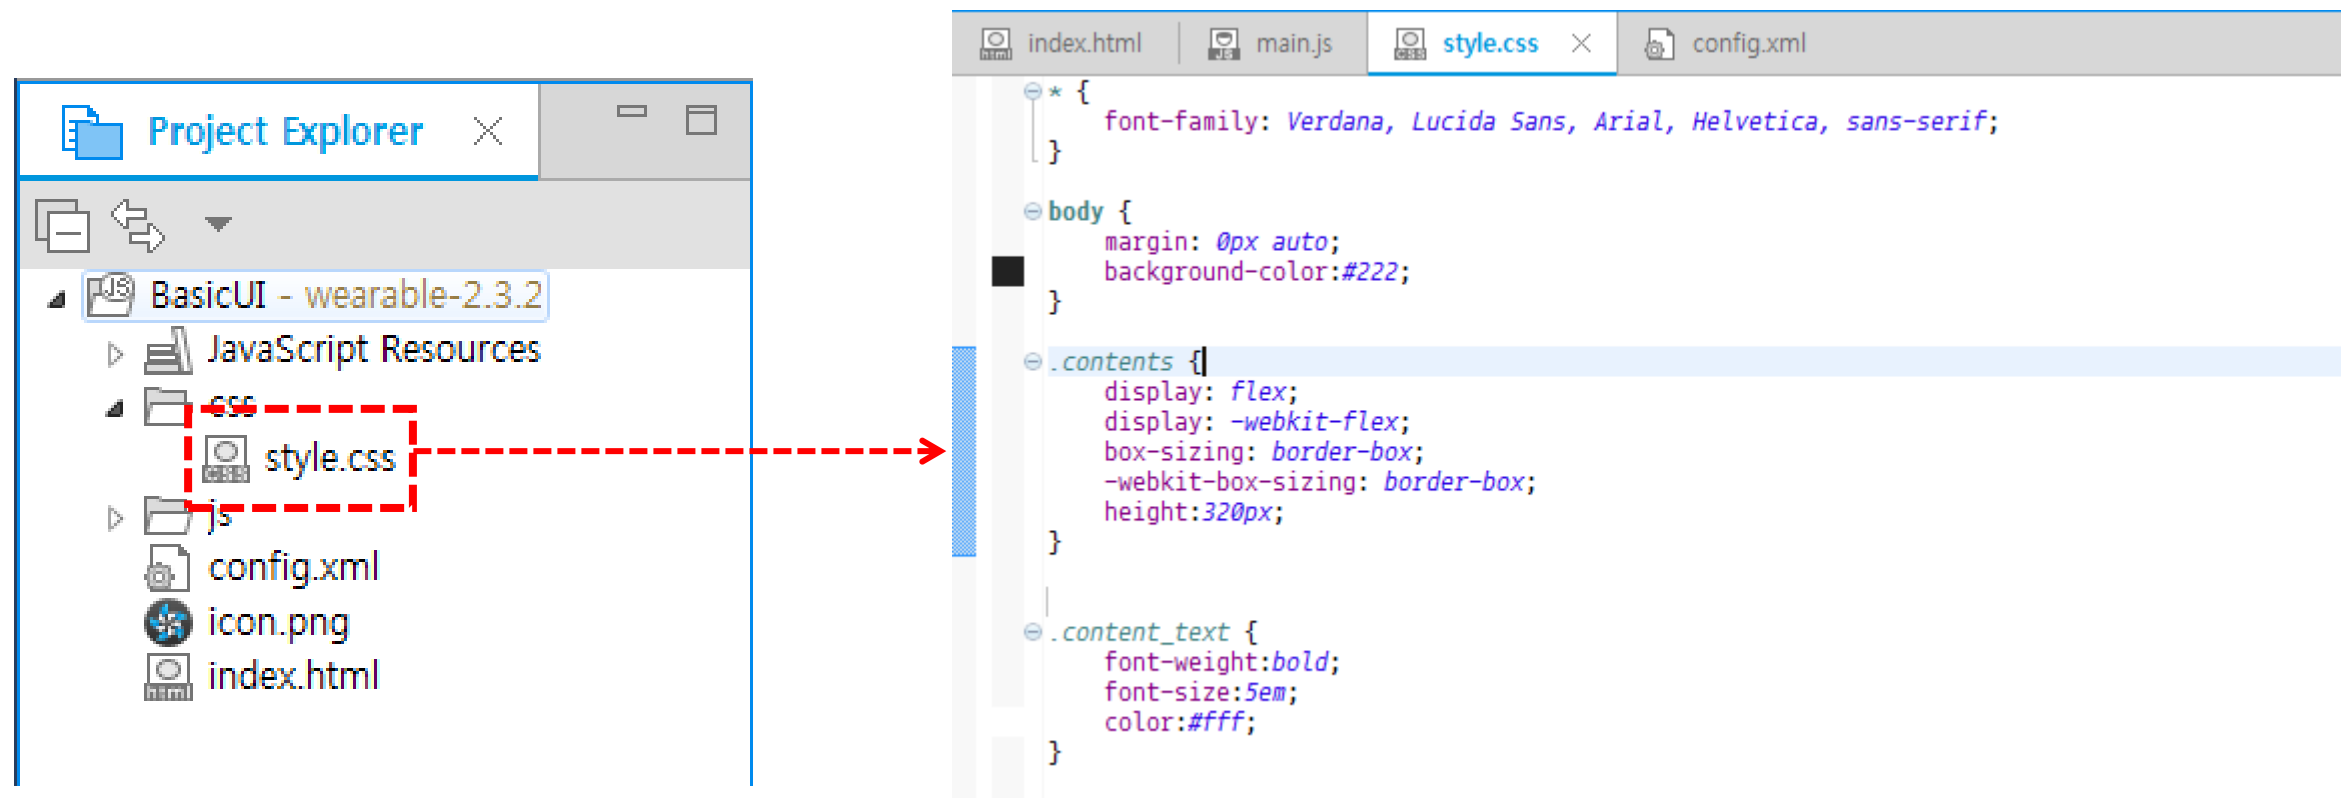 Project Explorer
BasicUI - wearable-2.3.2
JavaScript Resources
css
style.css
js
config.xml
icon.png
index.html
index.html main.js style.css config.xml
* {
font-family: Verdana, Lucida Sans, Arial, Helvetica, sans-serif;
}
body {
margin: 0px auto;
background-color:#222;
}
.contents {
display: flex;
display: -webkit-flex;
box-sizing: border-box;
-webkit-box-sizing: border-box;
height:320px;
}
.content_text {
font-weight:bold;
font-size:5em;
color:#fff;
}